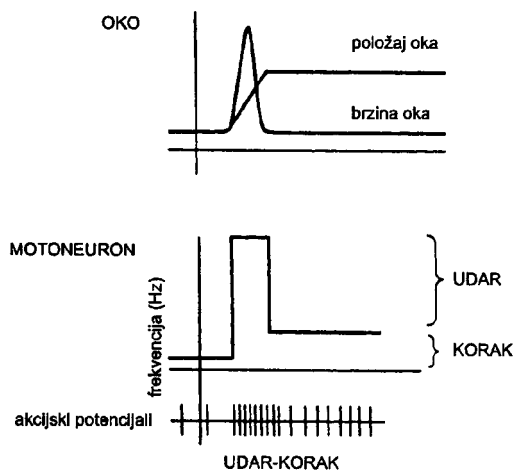 OKO
položaj oka
brzina oka
MOTONEURON
frekvencija (Hz)
UDAR
KORAK
akcijski potencijali
UDAR-KORAK